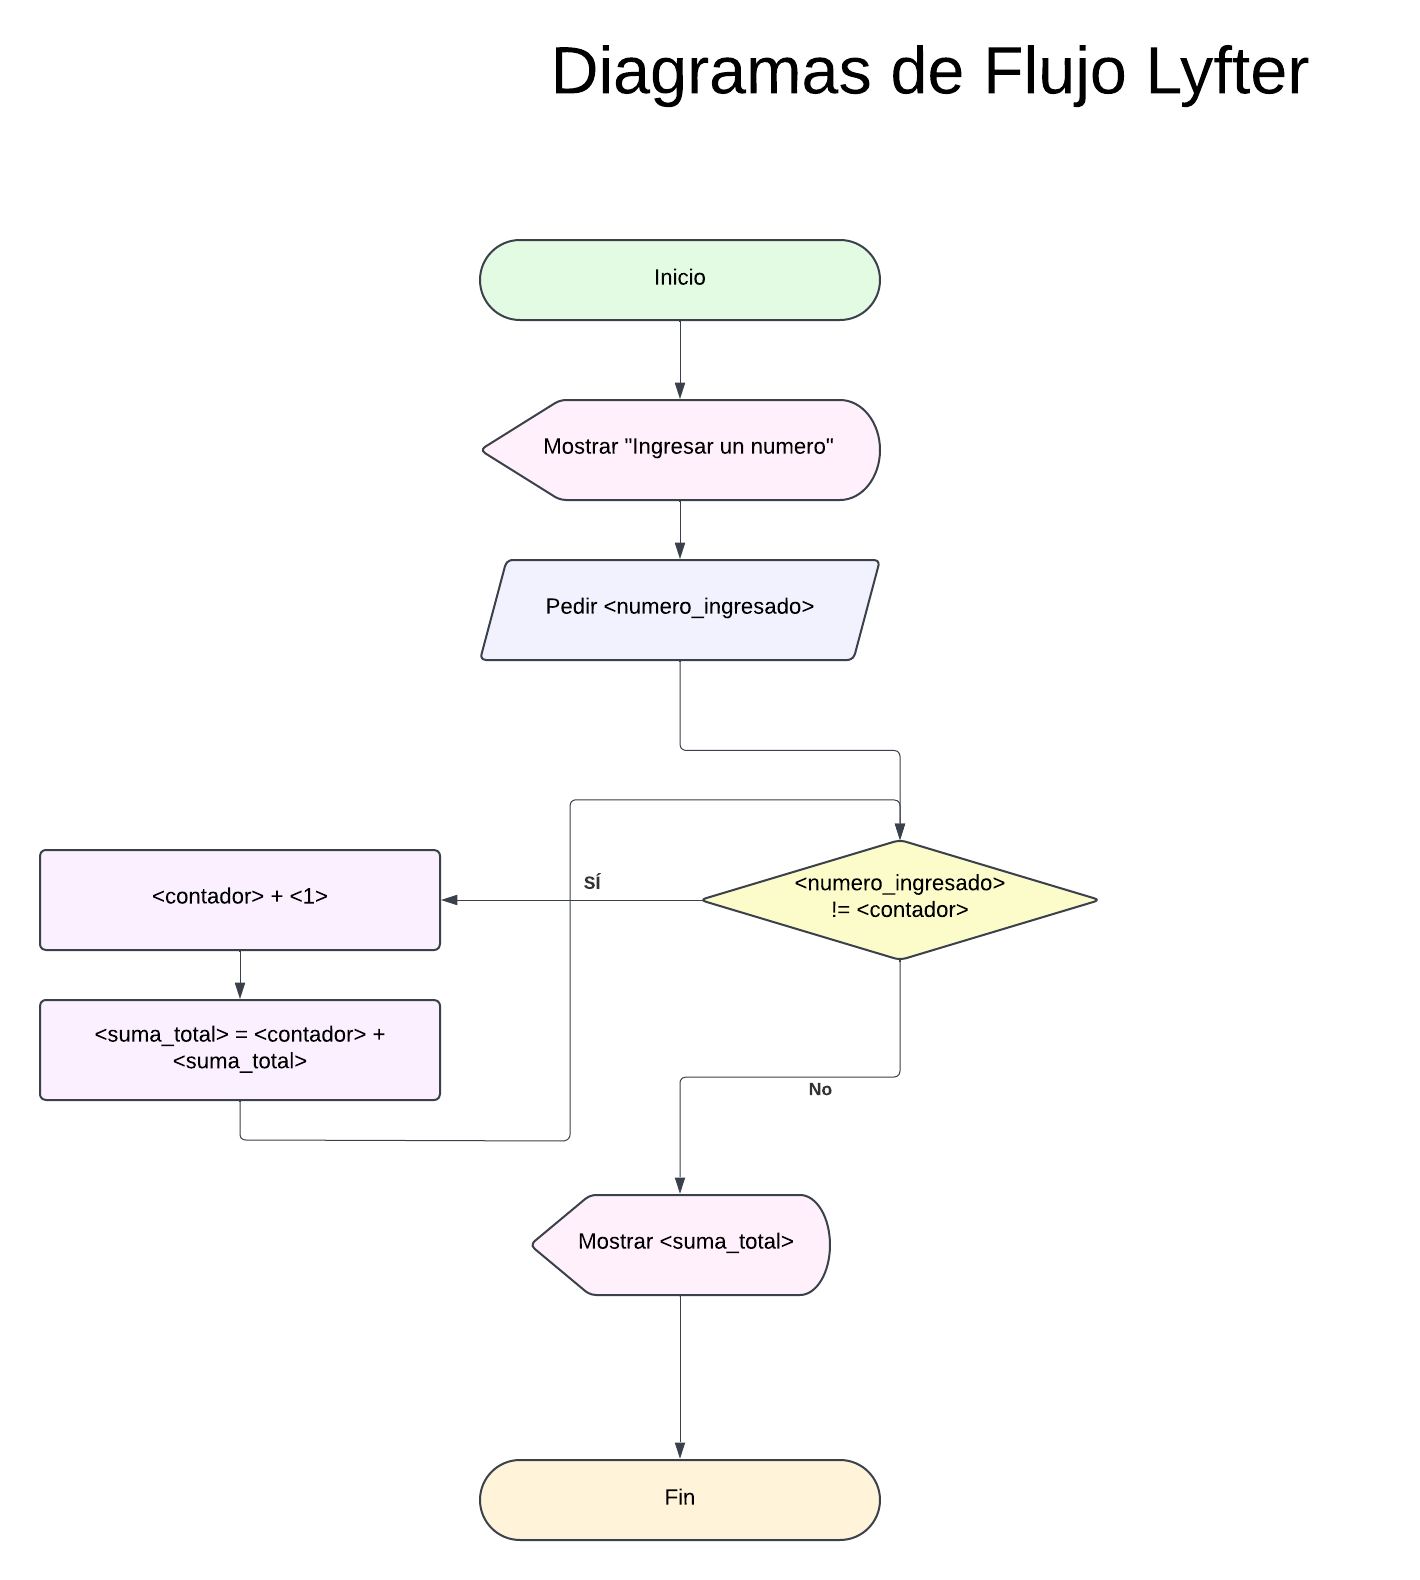 Diagramas de Flujo Lyfter
Inicio
Mostrar "Ingresar un numero"
Pedir <numero_ingresado>
<numero_ingresado>
!= <contador>
SÍ
<contador> + <1>
<suma_total> = <contador> +
<suma_total>
No
Mostrar <suma_total>
Fin